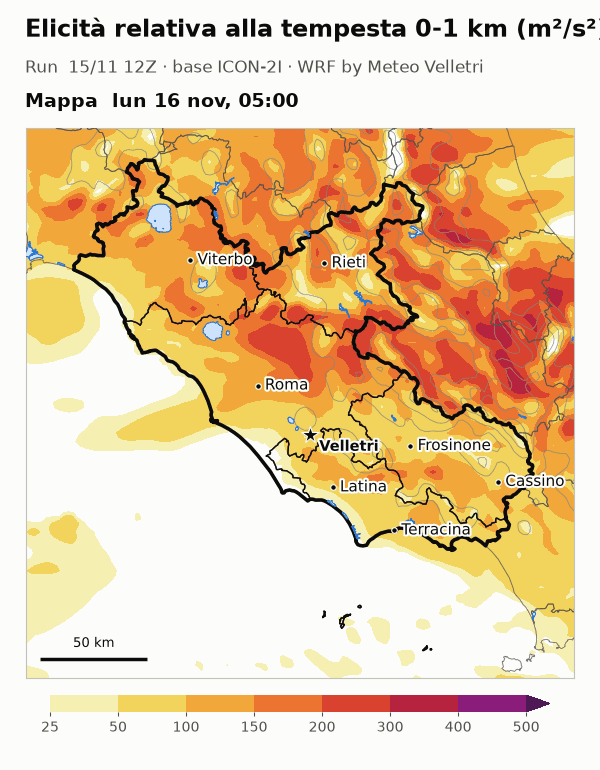 Elicità relativa alla tempesta 0-1 km (m²/s²)
Run 15/11 12Z · base ICON-2I · WRF by Meteo Velletri
Mappa lun 16 nov, 05:00
Viterbo
Rieti
Roma
Velletri
Frosinone
Latina
Cassino
Terracina
50 km
25 50 100 150 200 300 400 500